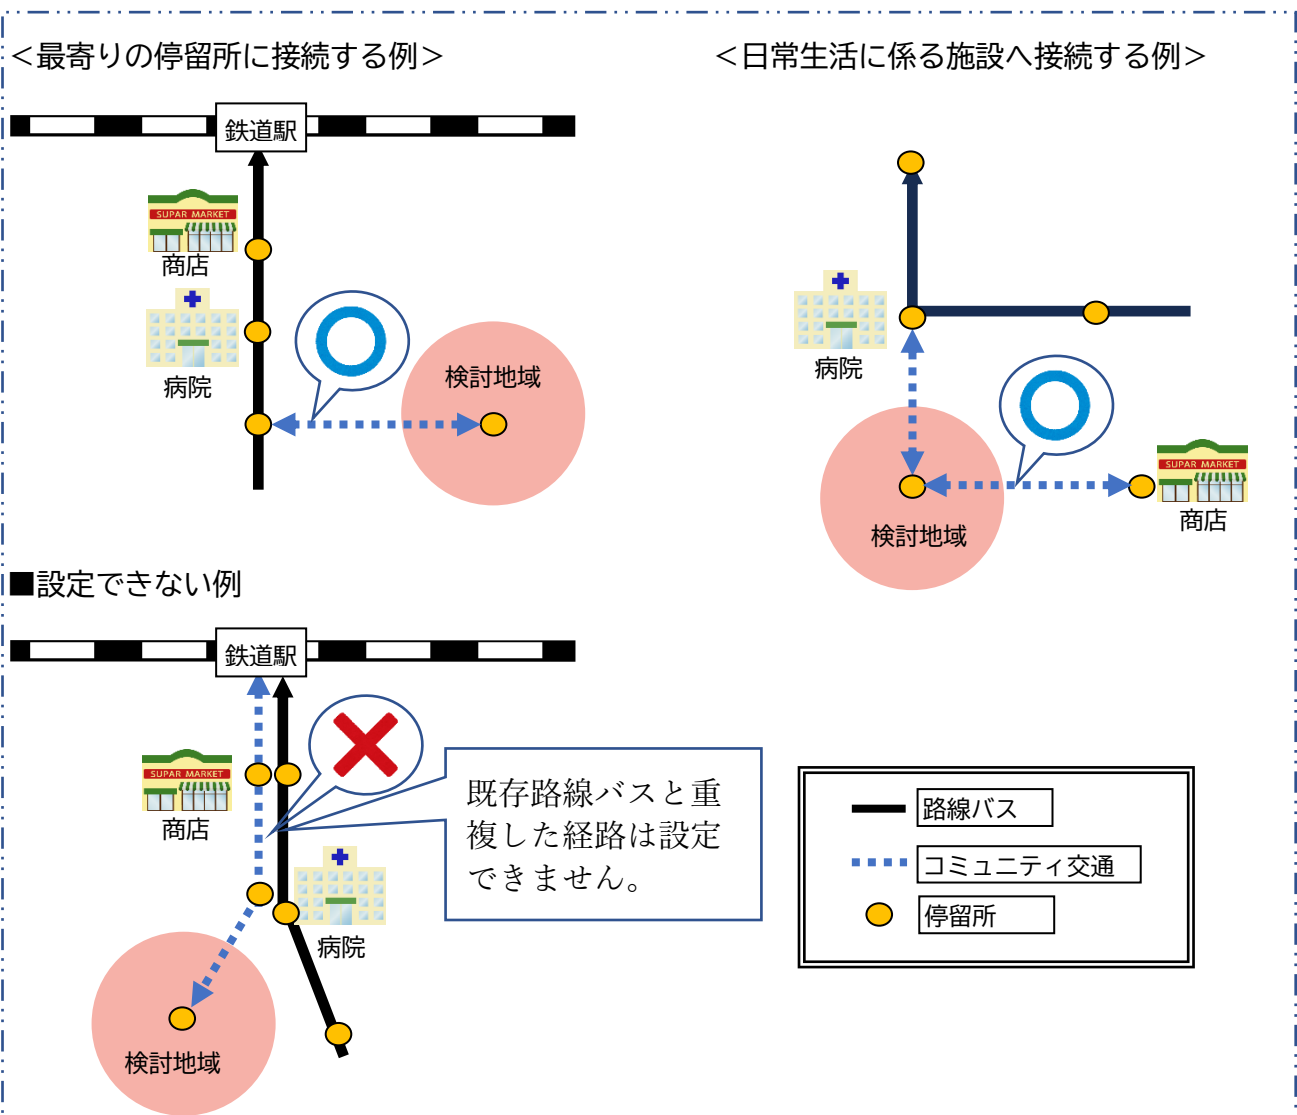 ＜最寄りの停留所に接続する例＞
鉄道駅
SUPAR MARKET
商店
病院
検討地域
＜日常生活に係る施設へ接続する例＞
病院
検討地域
SUPAR MARKET
商店
■設定できない例
鉄道駅
SUPAR MARKET
商店
病院
検討地域
既存路線バスと重
複した経路は設定
できません。
路線バス
コミュニティ交通
停留所